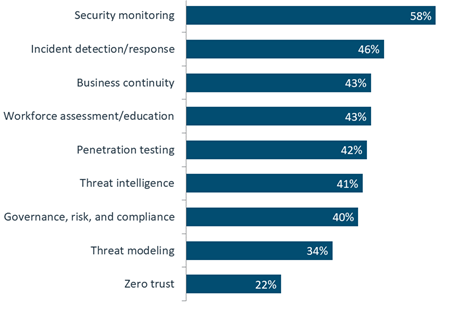 Security monitoring 58%
Incident detection/response 46%
Business continuity 43%
Workforce assessment/education 43%
Penetration testing 42%
Threat intelligence 41%
Governance, risk, and compliance 40%
Threat modeling 34%
Zero trust 22%